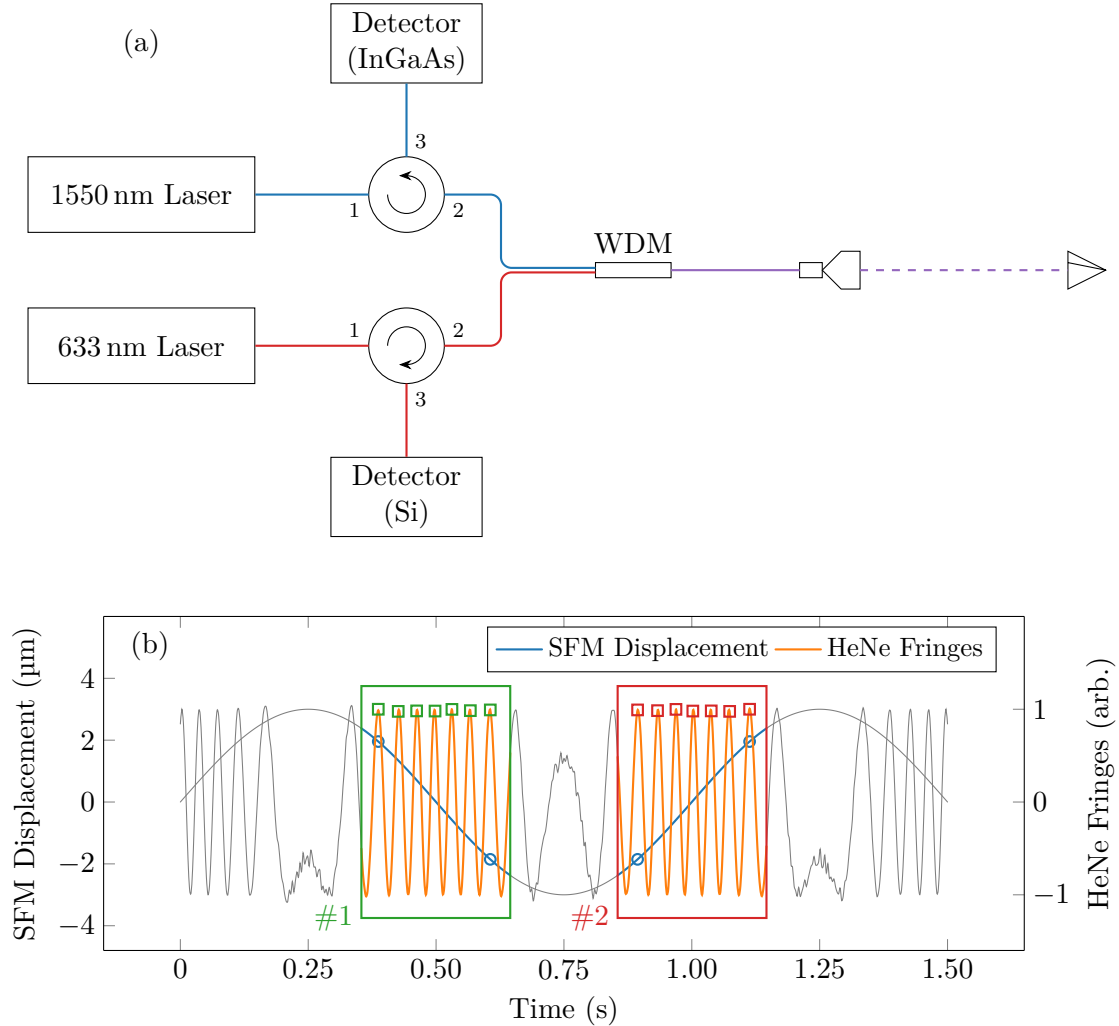 (a)
Detector
(InGaAs)
3
1550 nm Laser
1
2
WDM
633 nm Laser
1
2
3
Detector
(Si)
(b)
SFM Displacement
HeNe Fringes
SFM Displacement (µm)
4
2
0
−2
−4
1
0
−1
HeNe Fringes (arb.)
#1
#2
0
0.25
0.50
0.75
1.00
1.25
1.50
Time (s)